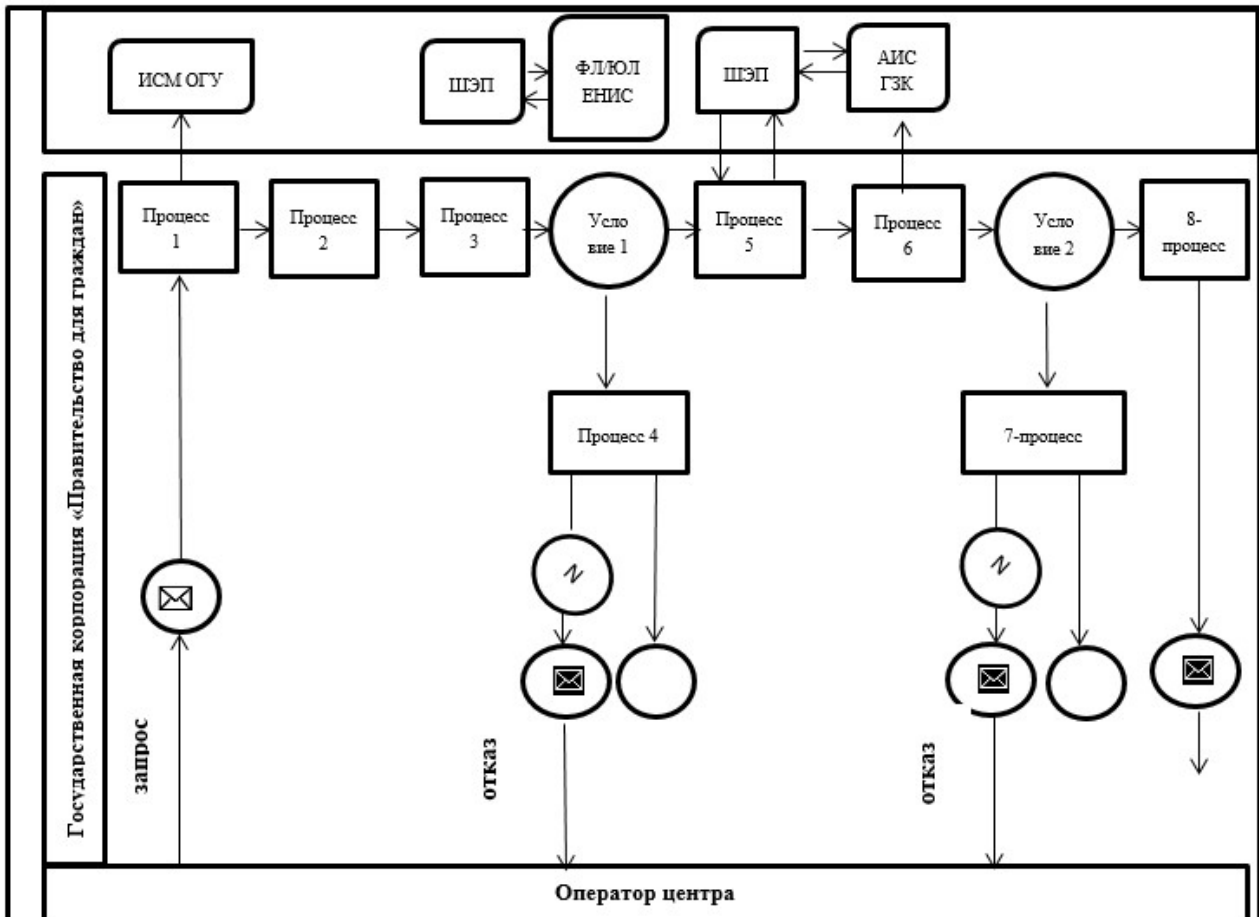 ИСМ ОГУ
ШЭП
ФЛ/ЮЛ
ЕНИС
ШЭП
АИС
ГЗК
Государственная корпорация «Правительство для граждан»
Процесс
1
Процесс
2
Процесс
3
Усло
вие 1
Процесс
5
Процесс
6
Усло
вие 2
8-
процесс
Процесс 4
7-процесс
запрос
отказ
отказ
Оператор центра